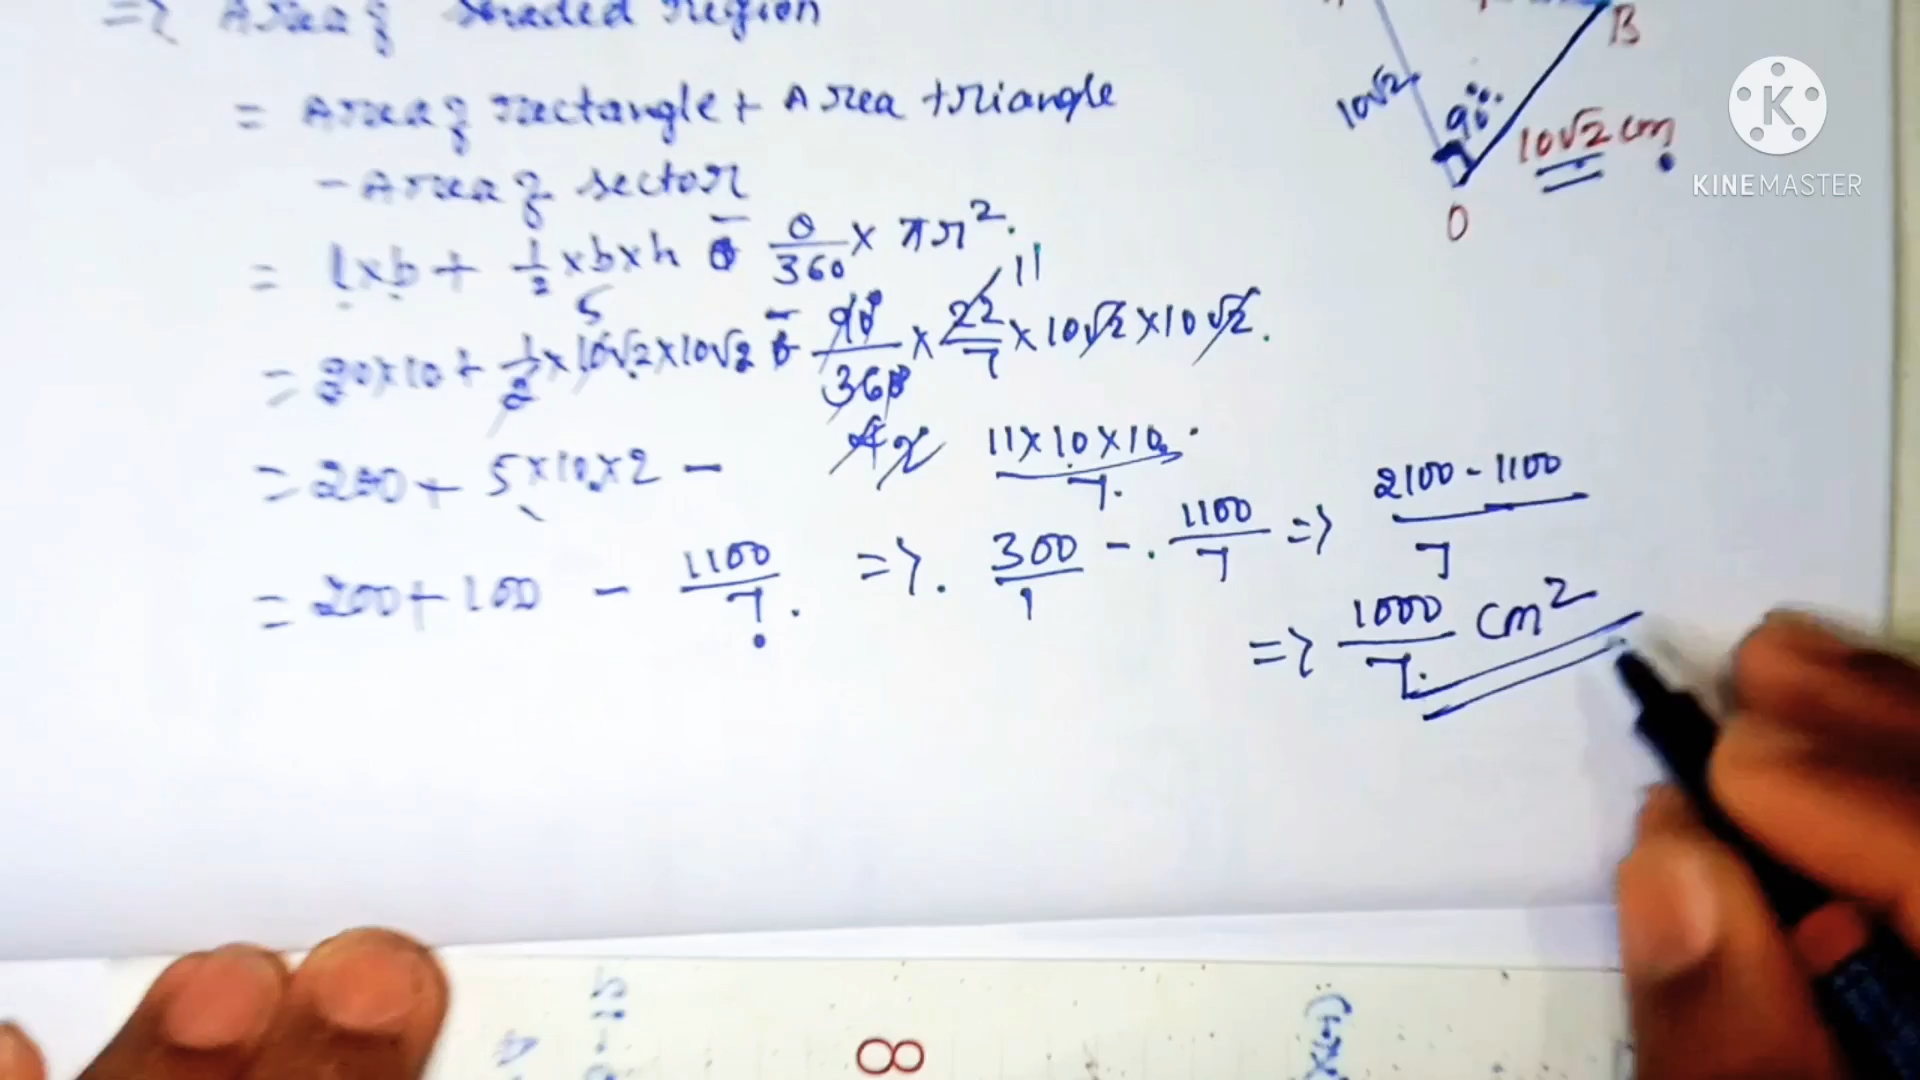 => Area of shaded region
= Area of rectangle + Area triangle
- Area of sector
= l×b + 1/2 ×b×h - θ/360 × πr².
= 20×10 + 1/2 × 10√2×10√2 - 90/360 × 22/7 × 10√2×10√2.
5
11
= 200 + 5×10×2 - 11×10×10/7.
= 200+100 - 1100/7. => 300/1 - 1100/7 => 2100-1100/7
=> 1000/7 cm²
B
10√2
90
10√2 cm
O
K
KINEMASTER
8